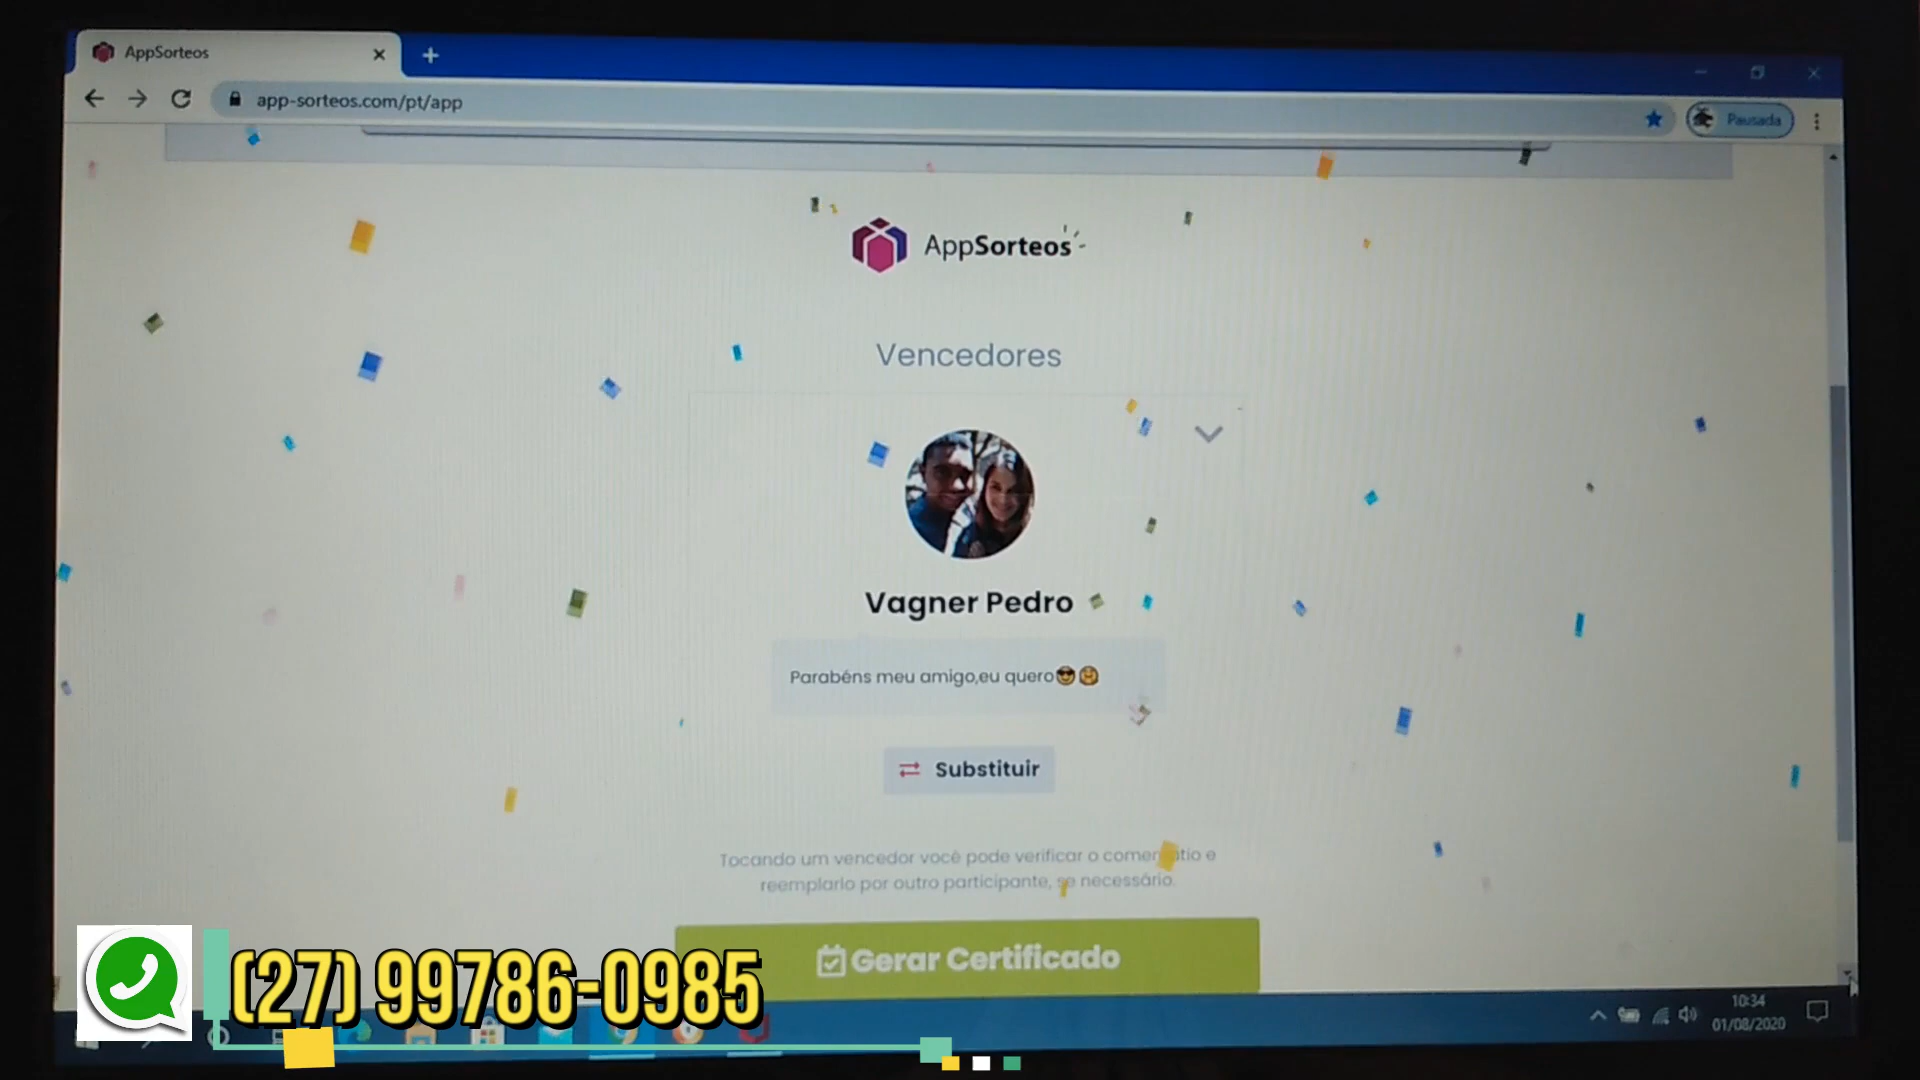 AppSorteos
app-sorteos.com/pt/app
Pausada
AppSorteos
Vencedores
Vagner Pedro
Parabéns meu amigo,eu quero😎
Substituir
Tocando um vencedor você pode verificar o comentio e
reemplarlo por outro participante, se necessário.
Gerar Certificado
(27) 99786-0985
10:34
01/08/2020